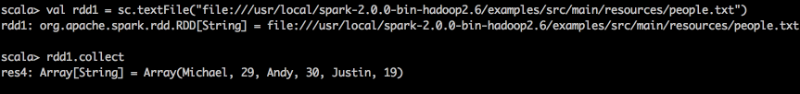 scala> val rdd1 = sc.textFile("file:///usr/local/spark-2.0.0-bin-hadoop2.6/examples/src/main/resources/people.txt")
rdd1: org.apache.spark.rdd.RDD[String] = file:///usr/local/spark-2.0.0-bin-hadoop2.6/examples/src/main/resources/people.txt
scala> rdd1.collect
res4: Array[String] = Array(Michael, 29, Andy, 30, Justin, 19)